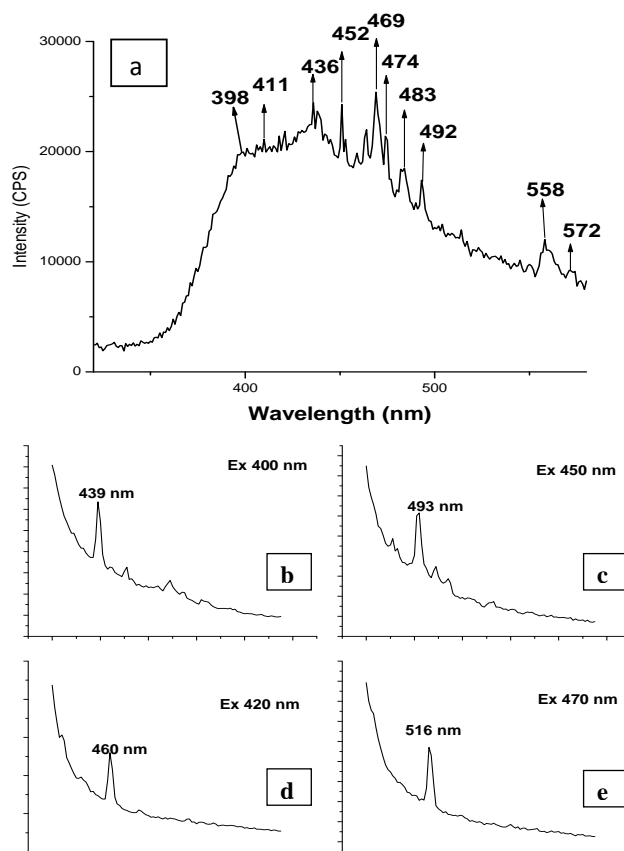 a
30000
20000
10000
0
Intensity (CPS)
398
411
436
452
469
474
483
492
558
572
400
500
Wavelength (nm)
Ex 400 nm
439 nm
b
Ex 450 nm
493 nm
c
Ex 420 nm
460 nm
d
Ex 470 nm
516 nm
e